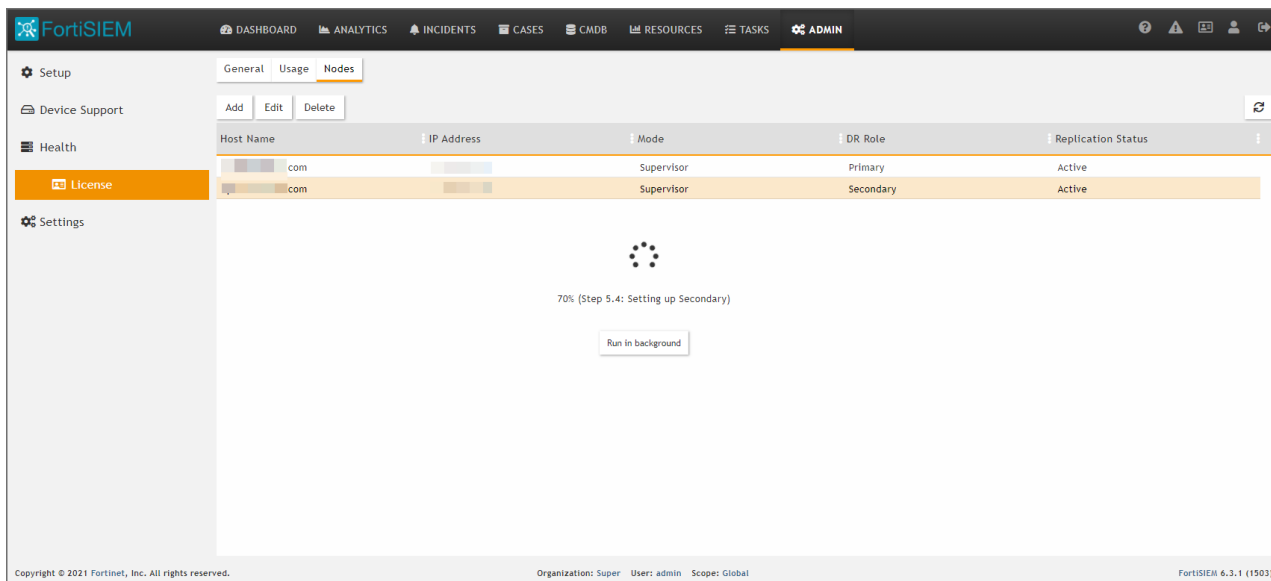 FortiSIEM
DASHBOARD ANALYTICS INCIDENTS CASES CMDB RESOURCES TASKS ADMIN
Setup
Device Support
Health
License
Settings
General Usage Nodes
Add Edit Delete
Host Name IP Address Mode DR Role Replication Status
com Supervisor Primary Active
com Supervisor Secondary Active
70% (Step 5.4: Setting up Secondary)
Run in background
Copyright © 2021 Fortinet, Inc. All rights reserved. Organization: Super User: admin Scope: Global FortiSIEM 6.3.1 (1503)